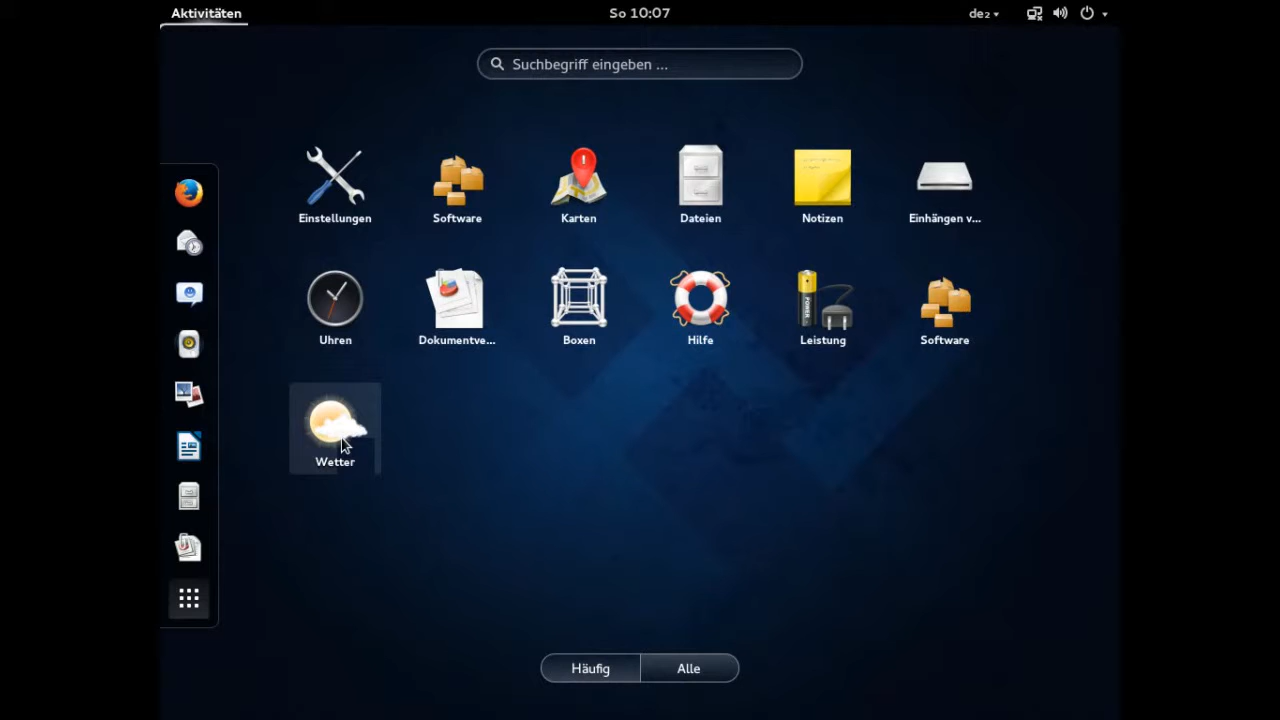 Aktivitäten
So 10:07
de₂
Suchbegriff eingeben ...
Einstellungen
Software
Karten
Dateien
Notizen
Einhängen v...
Uhren
Dokumentve...
Boxen
Hilfe
Leistung
Software
Wetter
Häufig
Alle